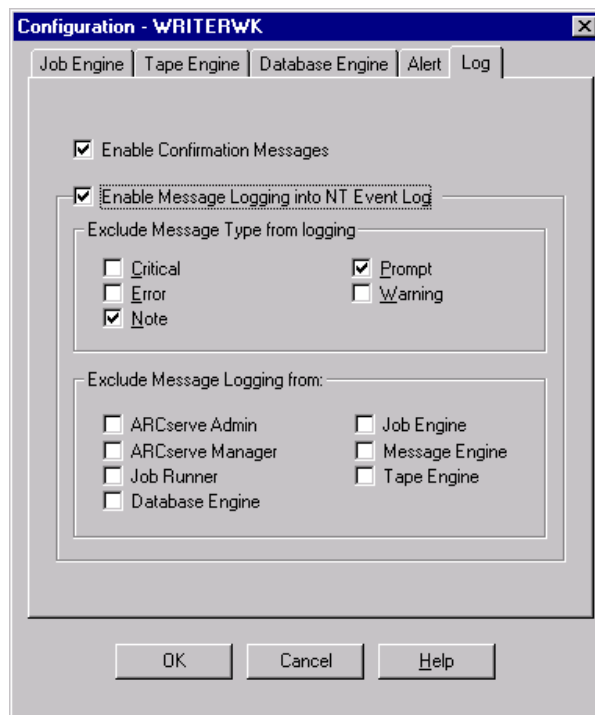 Configuration - WRITERWK
Job Engine Tape Engine Database Engine Alert Log
Enable Confirmation Messages
Enable Message Logging into NT Event Log
Exclude Message Type from logging
Critical Prompt
Error Warning
Note
Exclude Message Logging from:
ARCserve Admin Job Engine
ARCserve Manager Message Engine
Job Runner Tape Engine
Database Engine
OK Cancel Help